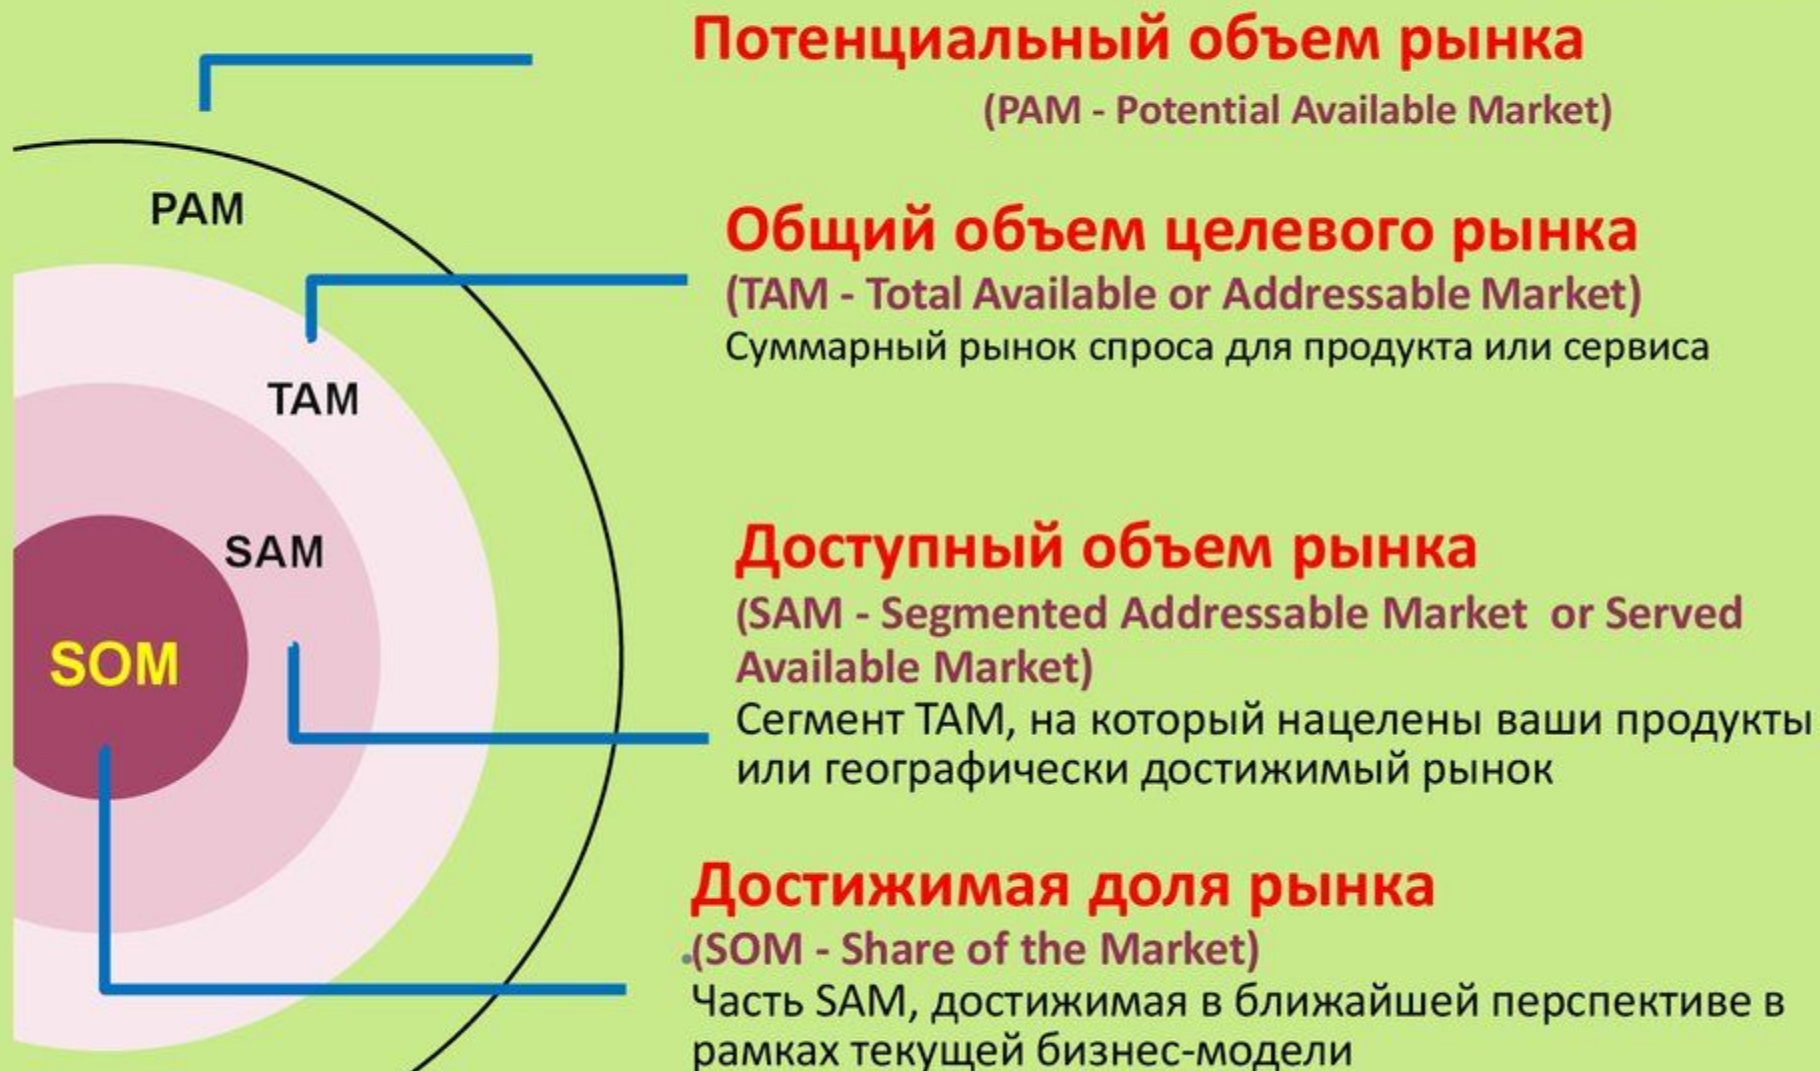 Потенциальный объем рынка
(PAM - Potential Available Market)
PAM
Общий объем целевого рынка
(TAM - Total Available or Addressable Market)
Суммарный рынок спроса для продукта или сервиса
TAM
Доступный объем рынка
(SAM - Segmented Addressable Market or Served
Available Market)
Сегмент TAM, на который нацелены ваши продукты
или географически достижимый рынок
SAM
SOM
Достижимая доля рынка
(SOM - Share of the Market)
Часть SAM, достижимая в ближайшей перспективе в
рамках текущей бизнес-модели